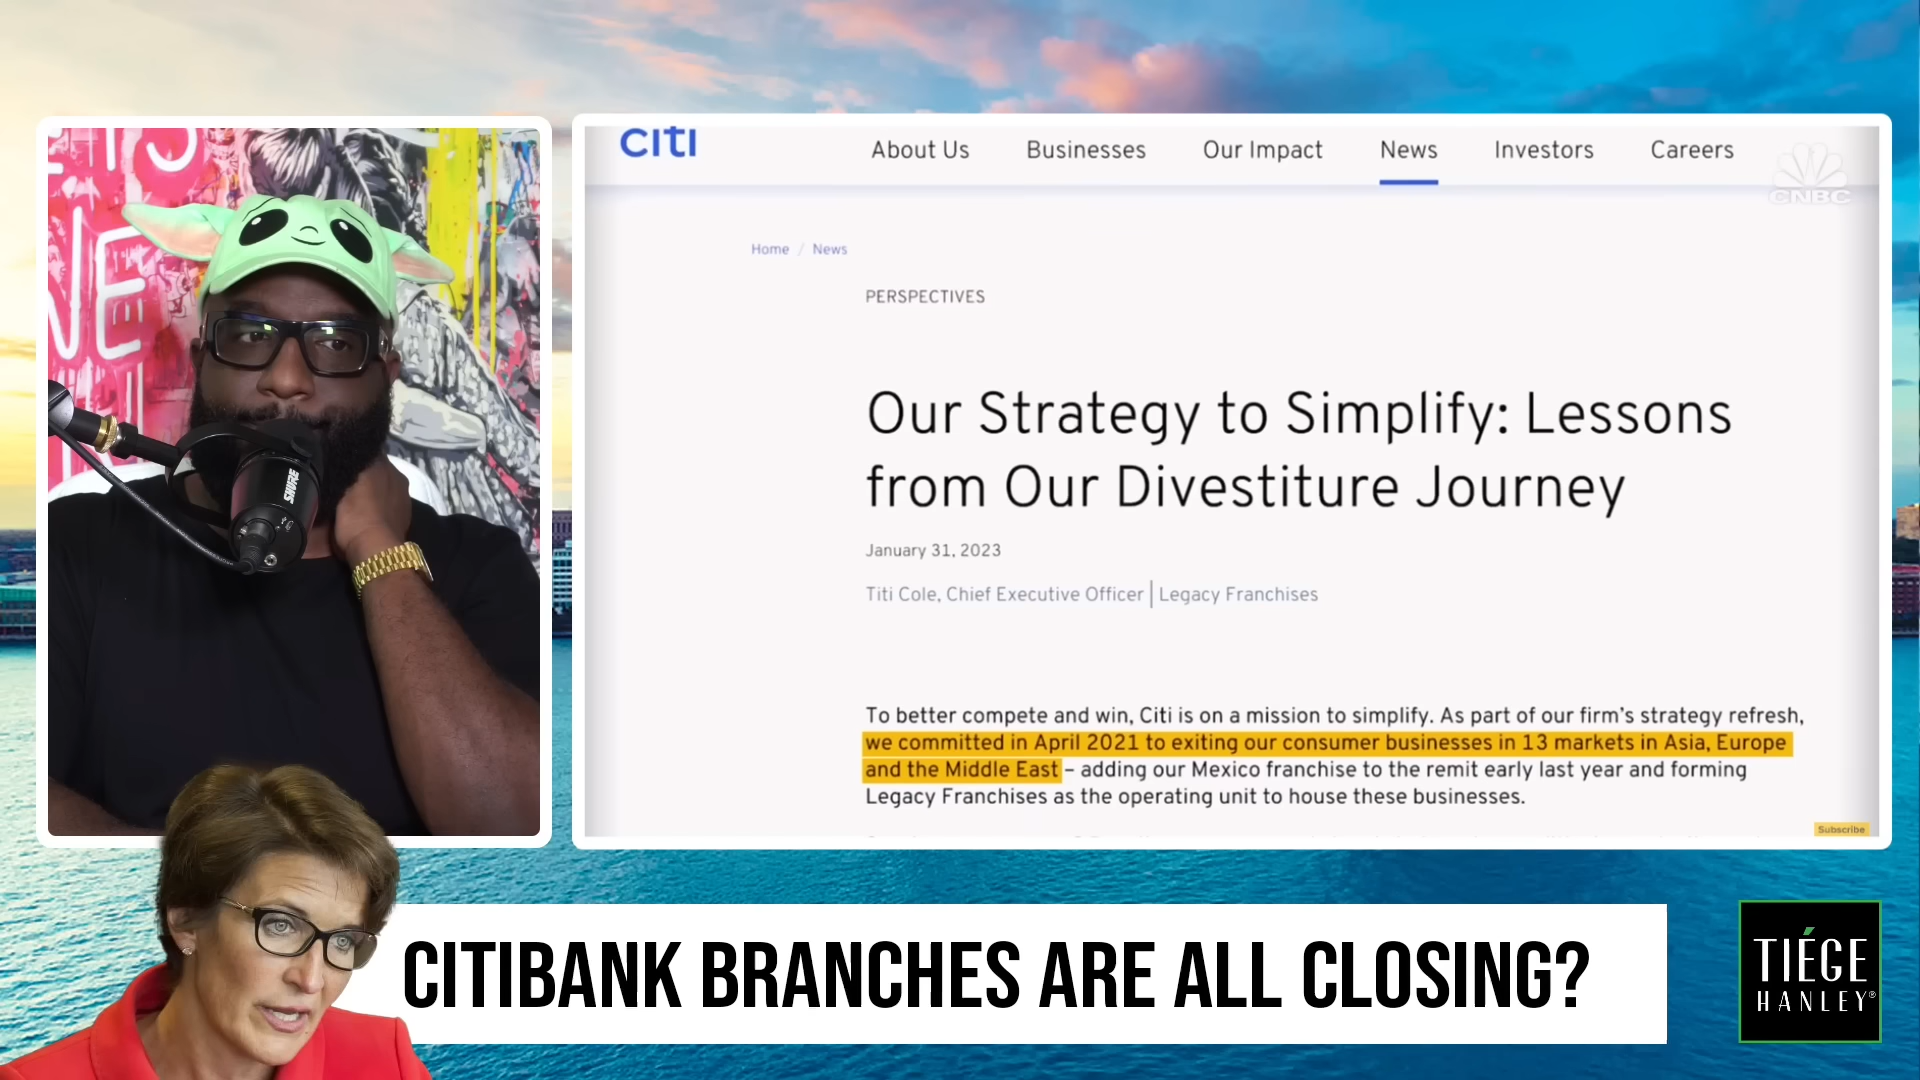 citi
About Us
Businesses
Our Impact
News
Investors
Careers
CNBC
Home / News
PERSPECTIVES
Our Strategy to Simplify: Lessons
from Our Divestiture Journey
January 31, 2023
Titi Cole, Chief Executive Officer | Legacy Franchises
To better compete and win, Citi is on a mission to simplify. As part of our firm's strategy refresh,
we committed in April 2021 to exiting our consumer businesses in 13 markets in Asia, Europe
and the Middle East – adding our Mexico franchise to the remit early last year and forming
Legacy Franchises as the operating unit to house these businesses.
Subscribe
SHURE
CITIBANK BRANCHES ARE ALL CLOSING?
TIÉGE
HANLEY®